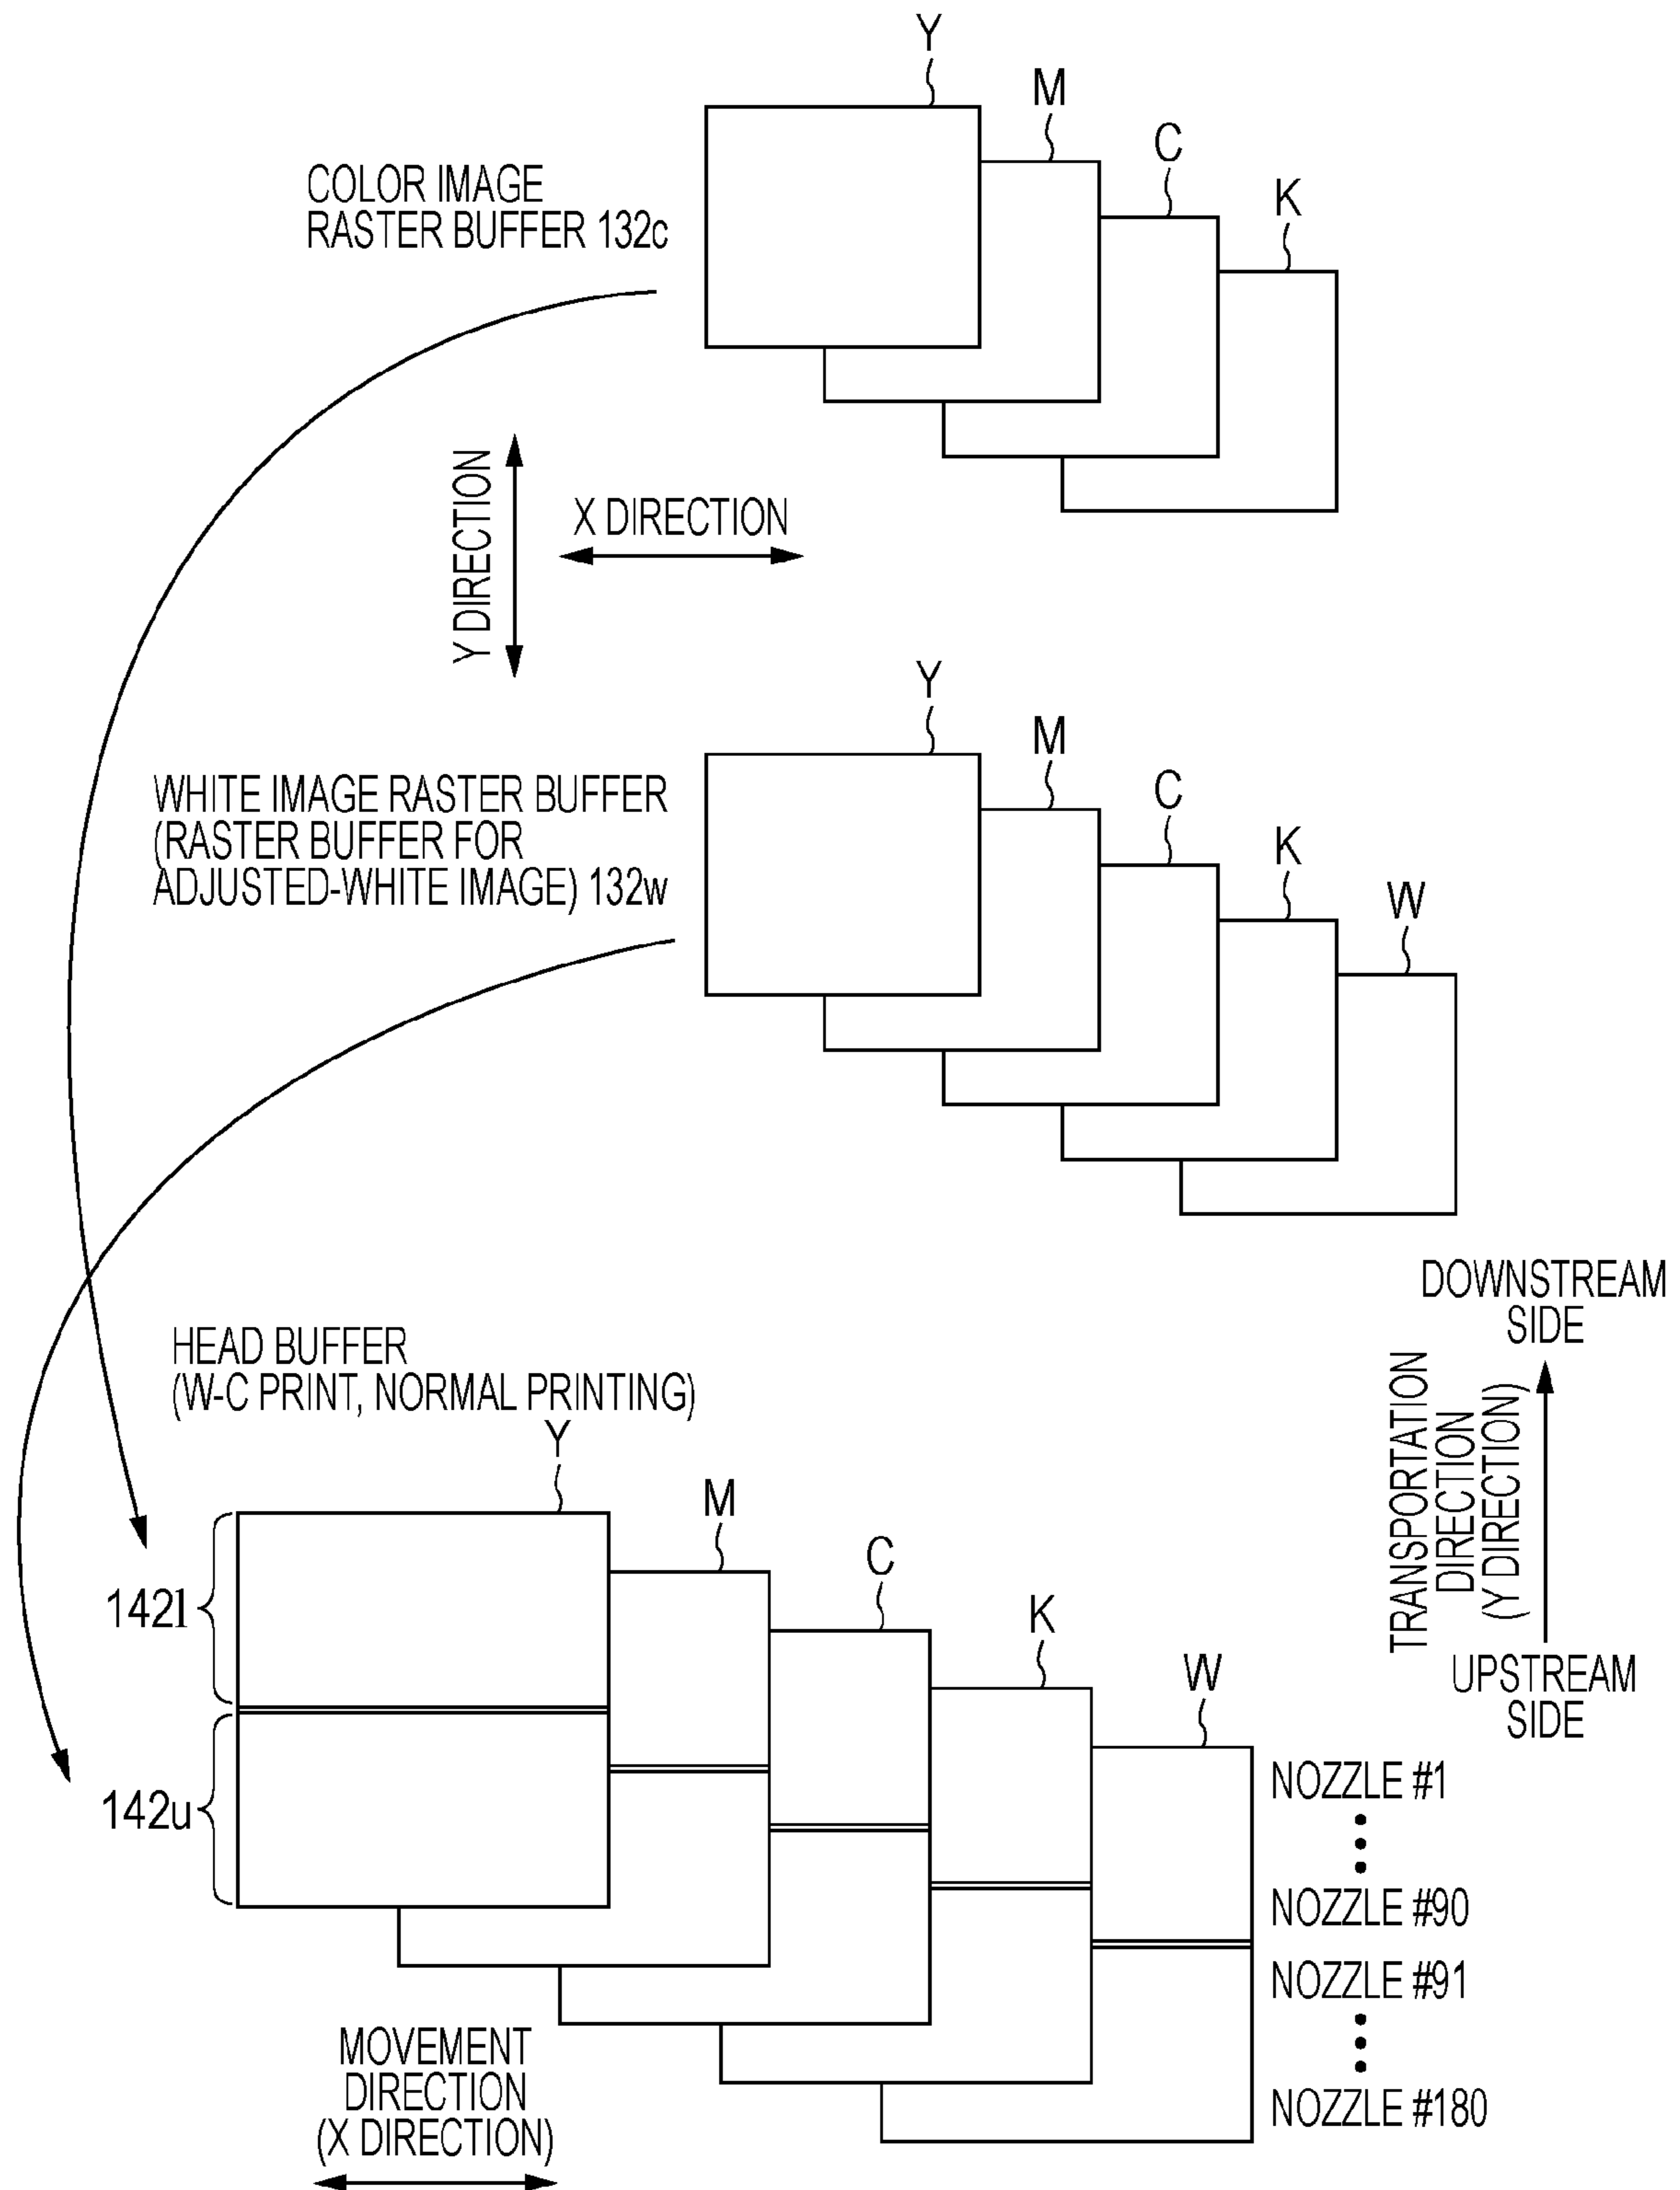 Y
M
C
K
COLOR IMAGE
RASTER BUFFER 132c
Y DIRECTION
X DIRECTION
Y
M
C
K
W
WHITE IMAGE RASTER BUFFER
(RASTER BUFFER FOR
ADJUSTED-WHITE IMAGE) 132w
DOWNSTREAM
SIDE
TRANSPORTATION
DIRECTION
(Y DIRECTION)
UPSTREAM
SIDE
HEAD BUFFER
(W-C PRINT, NORMAL PRINTING)
Y
M
C
K
W
142l
142u
NOZZLE #1
NOZZLE #90
NOZZLE #91
NOZZLE #180
MOVEMENT
DIRECTION
(X DIRECTION)